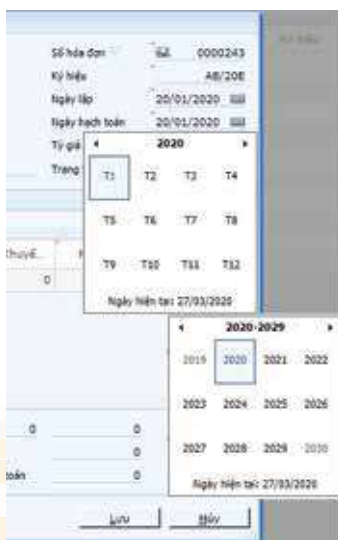 Ký hiệu
Số hóa đơn 0000243
Ký hiệu AB/20E
Ngày lập 20/01/2020
Ngày hạch toán 20/01/2020
Tỷ giá
Trạng
2020
T1 T2 T3 T4
T5 T6 T7 T8
T9 T10 T11 T12
Ngày hiện tại: 27/03/2020
Khuyế...
0
2020-2029
2019 2020 2021 2022
2023 2024 2025 2026
2027 2028 2029 2030
Ngày hiện tại: 27/03/2020
0 0
0
toán 0
Lưu Hủy